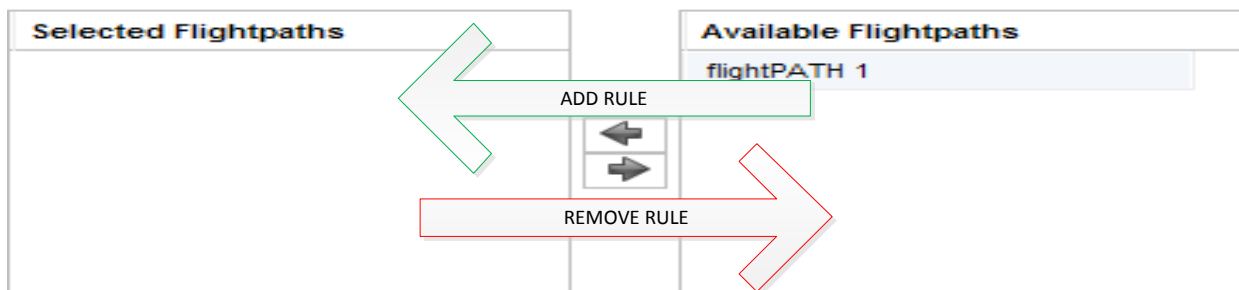 Selected Flightpaths
Available Flightpaths
flightPATH 1
ADD RULE
REMOVE RULE